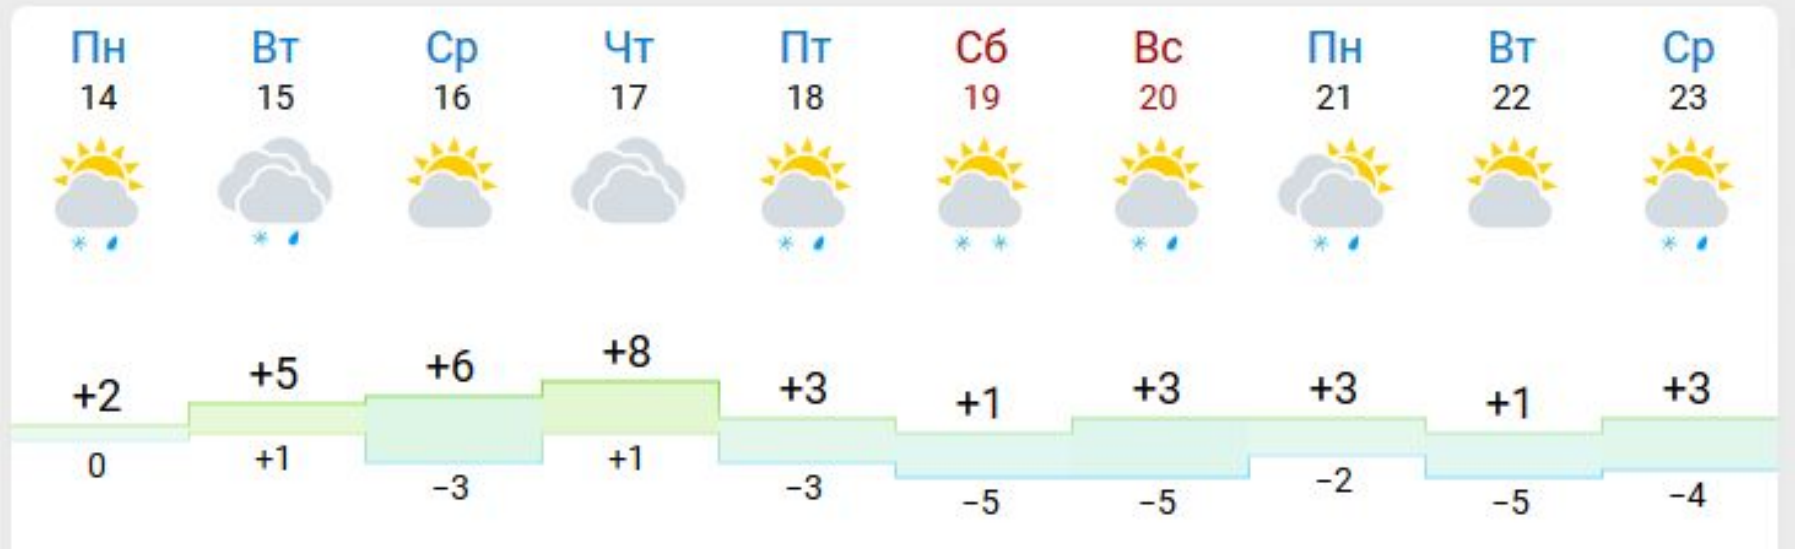 Пн Вт Ср Чт Пт Сб Вс Пн Вт Ср
14 15 16 17 18 19 20 21 22 23
+2 +5 +6 +8 +3 +1 +3 +3 +1 +3
0 +1 −3 +1 −3 −5 −5 −2 −5 −4